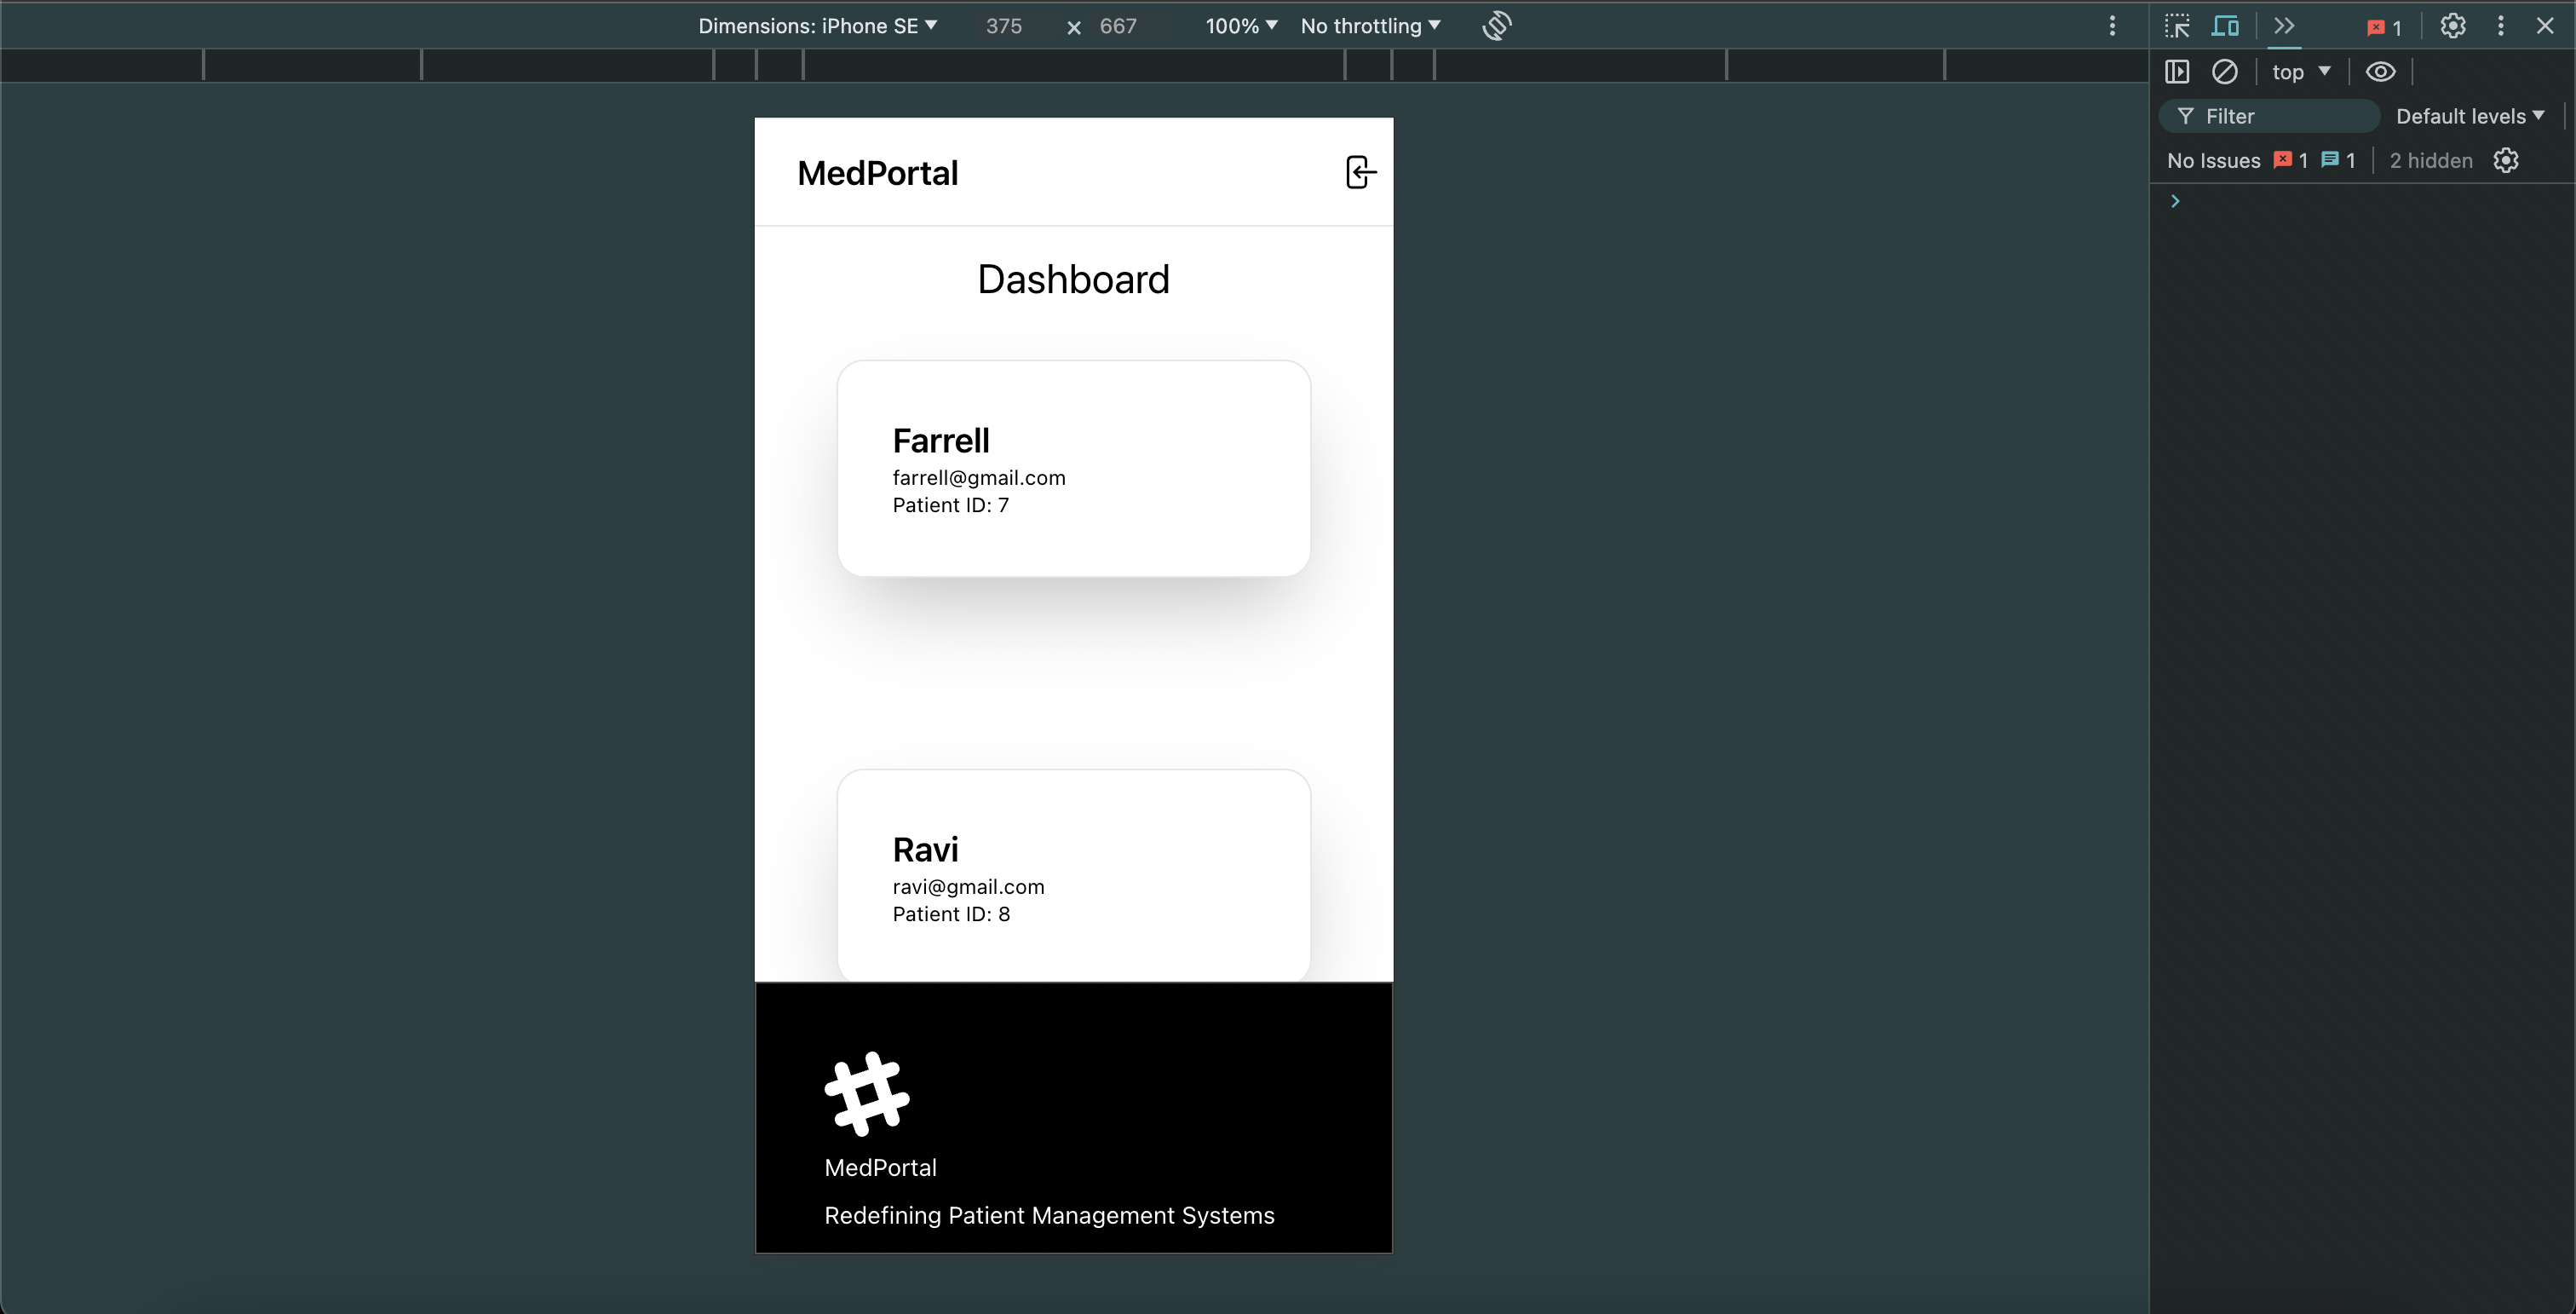 Dimensions: iPhone SE 375 × 667 100% No throttling
1
top
Filter Default levels
No Issues 1 1 2 hidden
MedPortal
Dashboard
Farrell
farrell@gmail.com
Patient ID: 7
Ravi
ravi@gmail.com
Patient ID: 8
MedPortal
Redefining Patient Management Systems